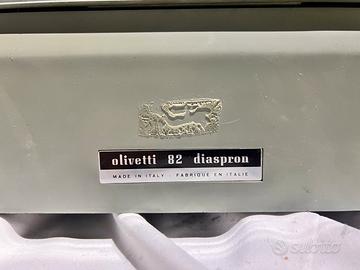 olivetti 82 diaspron
MADE IN ITALY - FABRIQUE EN ITALIE
subito